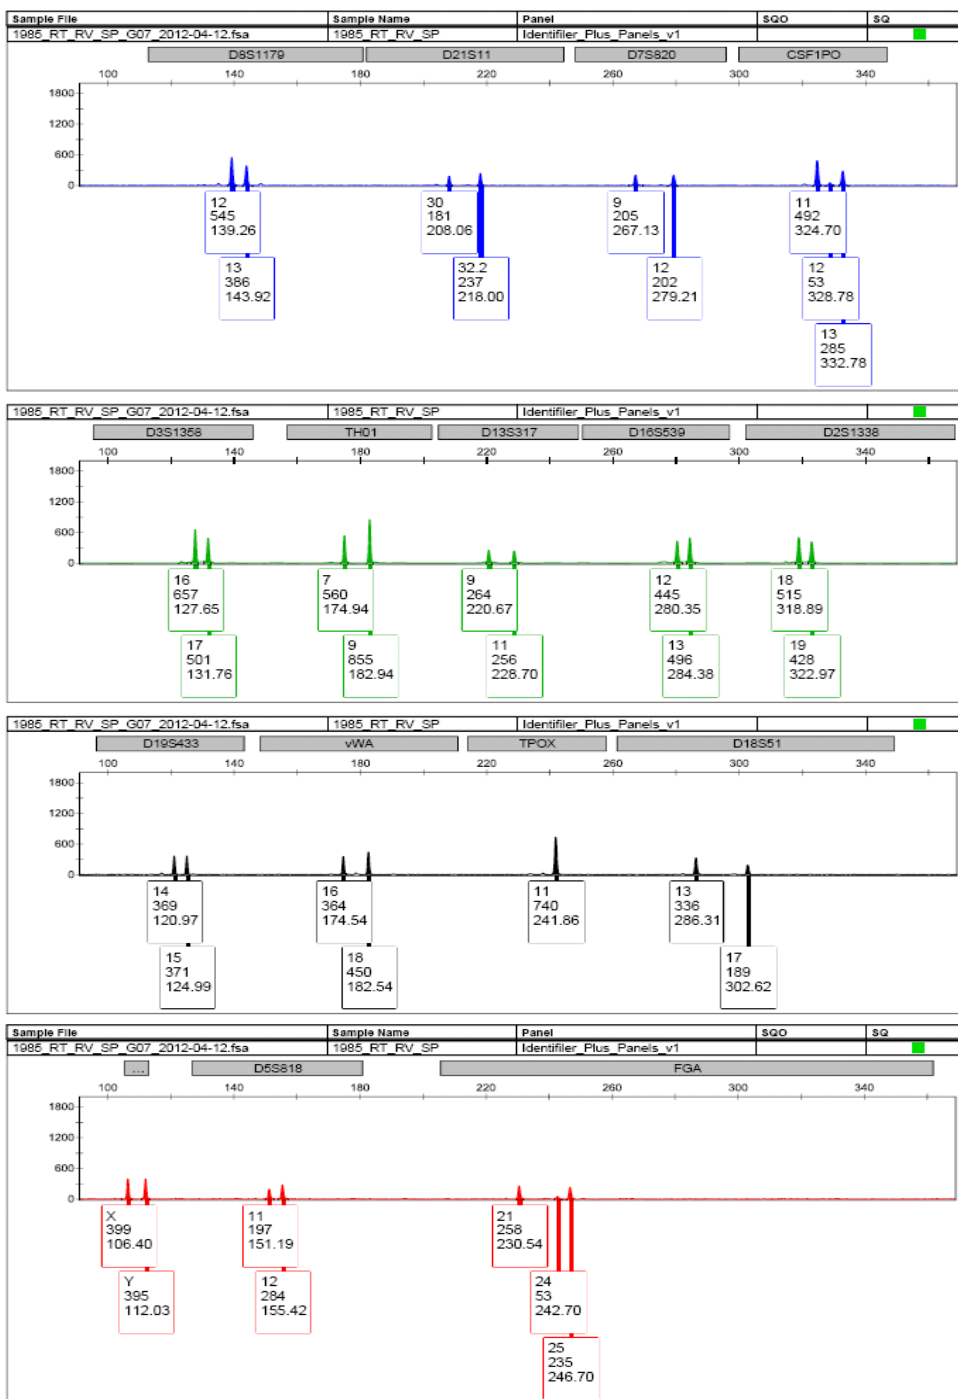 Sample File Sample Name Panel SQO SQ
1985_RT_RV_SP_G07_2012-04-12.fsa 1985_RT_RV_SP Identifiler_Plus_Panels_v1
D8S1179 D21S11 D7S820 CSF1PO
100 140 180 220 260 300 340
1800
1200
600
0
12 30 9 11
545 181 205 492
139.26 208.06 267.13 324.70
13 32.2 12 12
386 237 202 53
143.92 218.00 279.21 328.78
13
285
332.78
1985_RT_RV_SP_G07_2012-04-12.fsa 1985_RT_RV_SP Identifiler_Plus_Panels_v1
D3S1358 TH01 D13S317 D16S539 D2S1338
100 140 180 220 260 300 340
1800
1200
600
0
16 7 9 12 18
657 560 264 445 515
127.65 174.94 220.67 280.35 318.89
17 9 11 13 19
501 855 256 496 428
131.76 182.94 228.70 284.38 322.97
1985_RT_RV_SP_G07_2012-04-12.fsa 1985_RT_RV_SP Identifiler_Plus_Panels_v1
D19S433 vWA TPOX D18S51
100 140 180 220 260 300 340
1800
1200
600
0
14 16 11 13
369 364 740 336
120.97 174.54 241.86 286.31
15 18 17
371 450 189
124.99 182.54 302.62
Sample File Sample Name Panel SQO SQ
1985_RT_RV_SP_G07_2012-04-12.fsa 1985_RT_RV_SP Identifiler_Plus_Panels_v1
... D5S818 FGA
100 140 180 220 260 300 340
1800
1200
600
0
X 11 21
399 197 258
106.40 151.19 230.54
Y 12 24
395 284 53
112.03 155.42 242.70
25
235
246.70